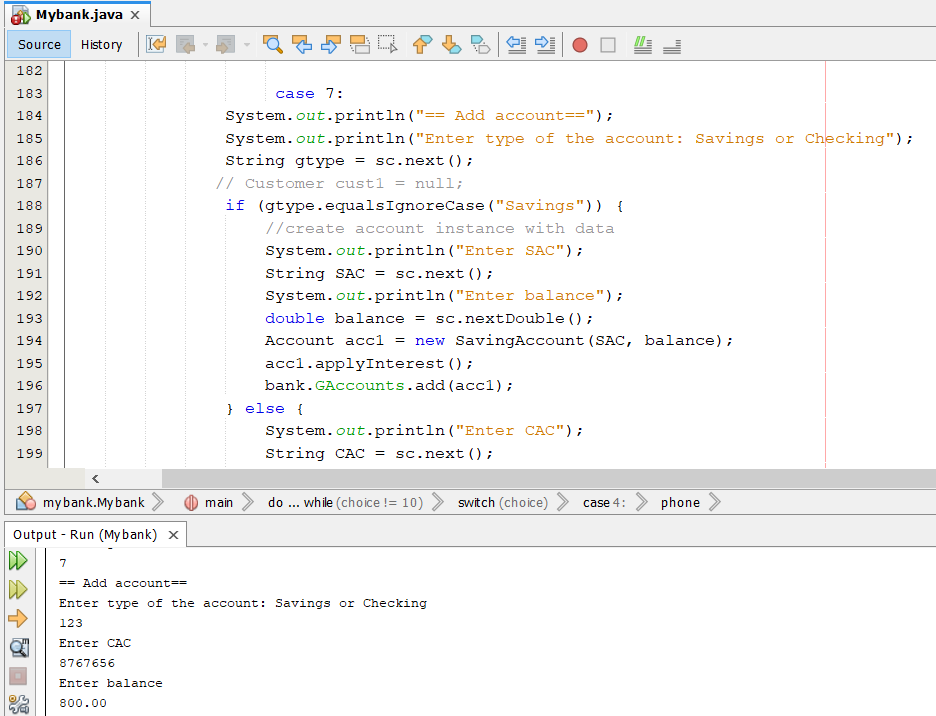 Mybank.java
Source History
182
183 case 7:
184 System.out.println("== Add account==");
185 System.out.println("Enter type of the account: Savings or Checking");
186 String gtype = sc.next();
187 // Customer cust1 = null;
188 if (gtype.equalsIgnoreCase("Savings")) {
189 //create account instance with data
190 System.out.println("Enter SAC");
191 String SAC = sc.next();
192 System.out.println("Enter balance");
193 double balance = sc.nextDouble();
194 Account acc1 = new SavingAccount(SAC, balance);
195 acc1.applyInterest();
196 bank.GAccounts.add(acc1);
197 } else {
198 System.out.println("Enter CAC");
199 String CAC = sc.next();
mybank.Mybank main do ... while (choice != 10) switch (choice) case 4: phone
Output - Run (Mybank)
7
== Add account==
Enter type of the account: Savings or Checking
123
Enter CAC
8767656
Enter balance
800.00